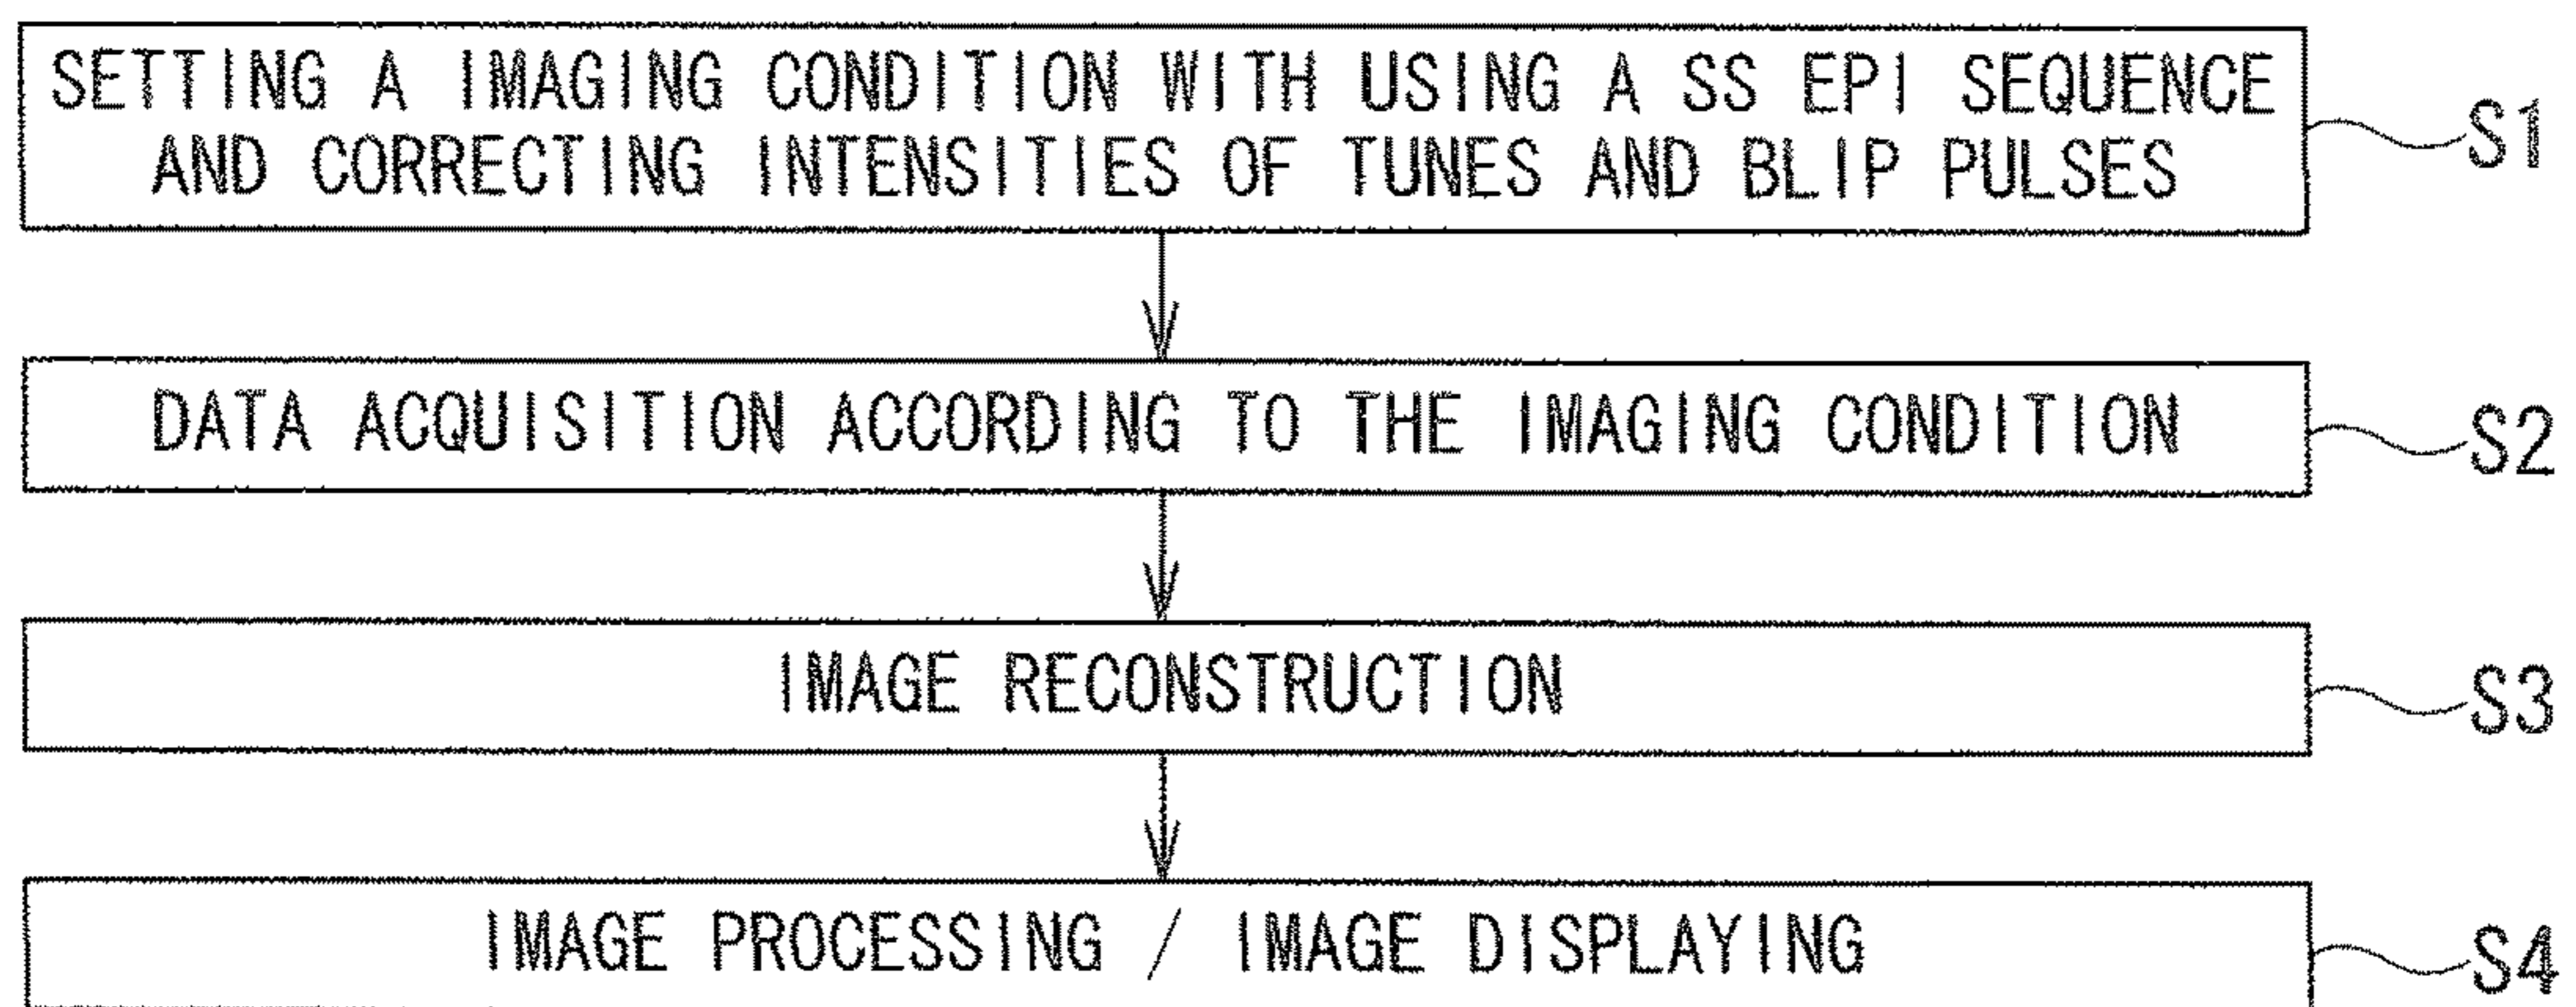 SETTING A IMAGING CONDITION WITH USING A SS EPI SEQUENCE
AND CORRECTING INTENSITIES OF TUNES AND BLIP PULSES
S1
DATA ACQUISITION ACCORDING TO THE IMAGING CONDITION
S2
IMAGE RECONSTRUCTION
S3
IMAGE PROCESSING / IMAGE DISPLAYING
S4